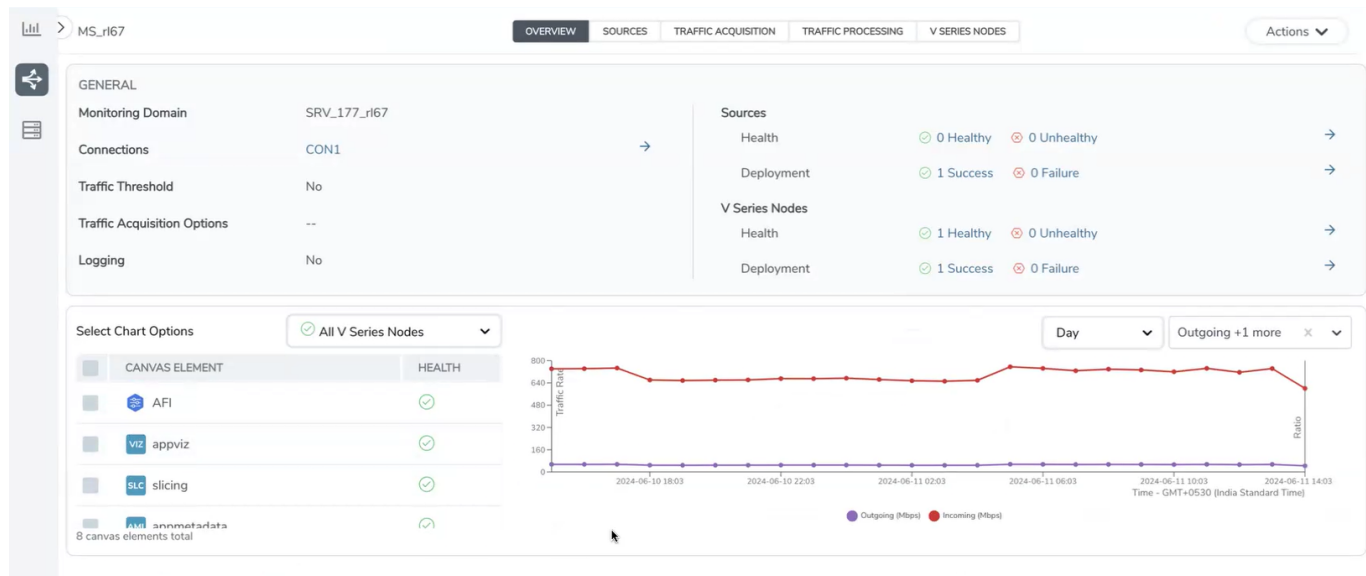 MS_rl67
OVERVIEW SOURCES TRAFFIC ACQUISITION TRAFFIC PROCESSING V SERIES NODES
Actions
GENERAL
Monitoring Domain SRV_177_rl67
Connections CON1
Traffic Threshold No
Traffic Acquisition Options --
Logging No
Sources
Health 0 Healthy 0 Unhealthy
Deployment 1 Success 0 Failure
V Series Nodes
Health 1 Healthy 0 Unhealthy
Deployment 1 Success 0 Failure
Select Chart Options All V Series Nodes
CANVAS ELEMENT HEALTH
AFI
VIZ appviz
SLC slicing
AMI appmetadata
8 canvas elements total
Day Outgoing +1 more
800
640
480
320
160
0
Traffic Rate
Ratio
2024-06-10 18:03 2024-06-10 22:03 2024-06-11 02:03 2024-06-11 06:03 2024-06-11 10:03 2024-06-11 14:03
Time - GMT+0530 (India Standard Time)
Outgoing (Mbps) Incoming (Mbps)